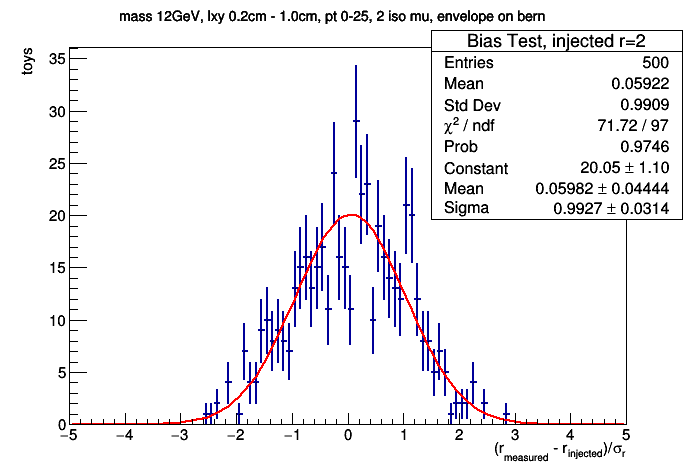 mass 12GeV, lxy 0.2cm - 1.0cm, pt 0-25, 2 iso mu, envelope on bern
Bias Test, injected r=2
Entries 500
Mean 0.05922
Std Dev 0.9909
χ² / ndf 71.72 / 97
Prob 0.9746
Constant 20.05 ± 1.10
Mean 0.05982 ± 0.04444
Sigma 0.9927 ± 0.0314
toys
35
30
25
20
15
10
5
0
−5 −4 −3 −2 −1 0 1 2 3 4 5
(r_measured - r_injected)/σ_r